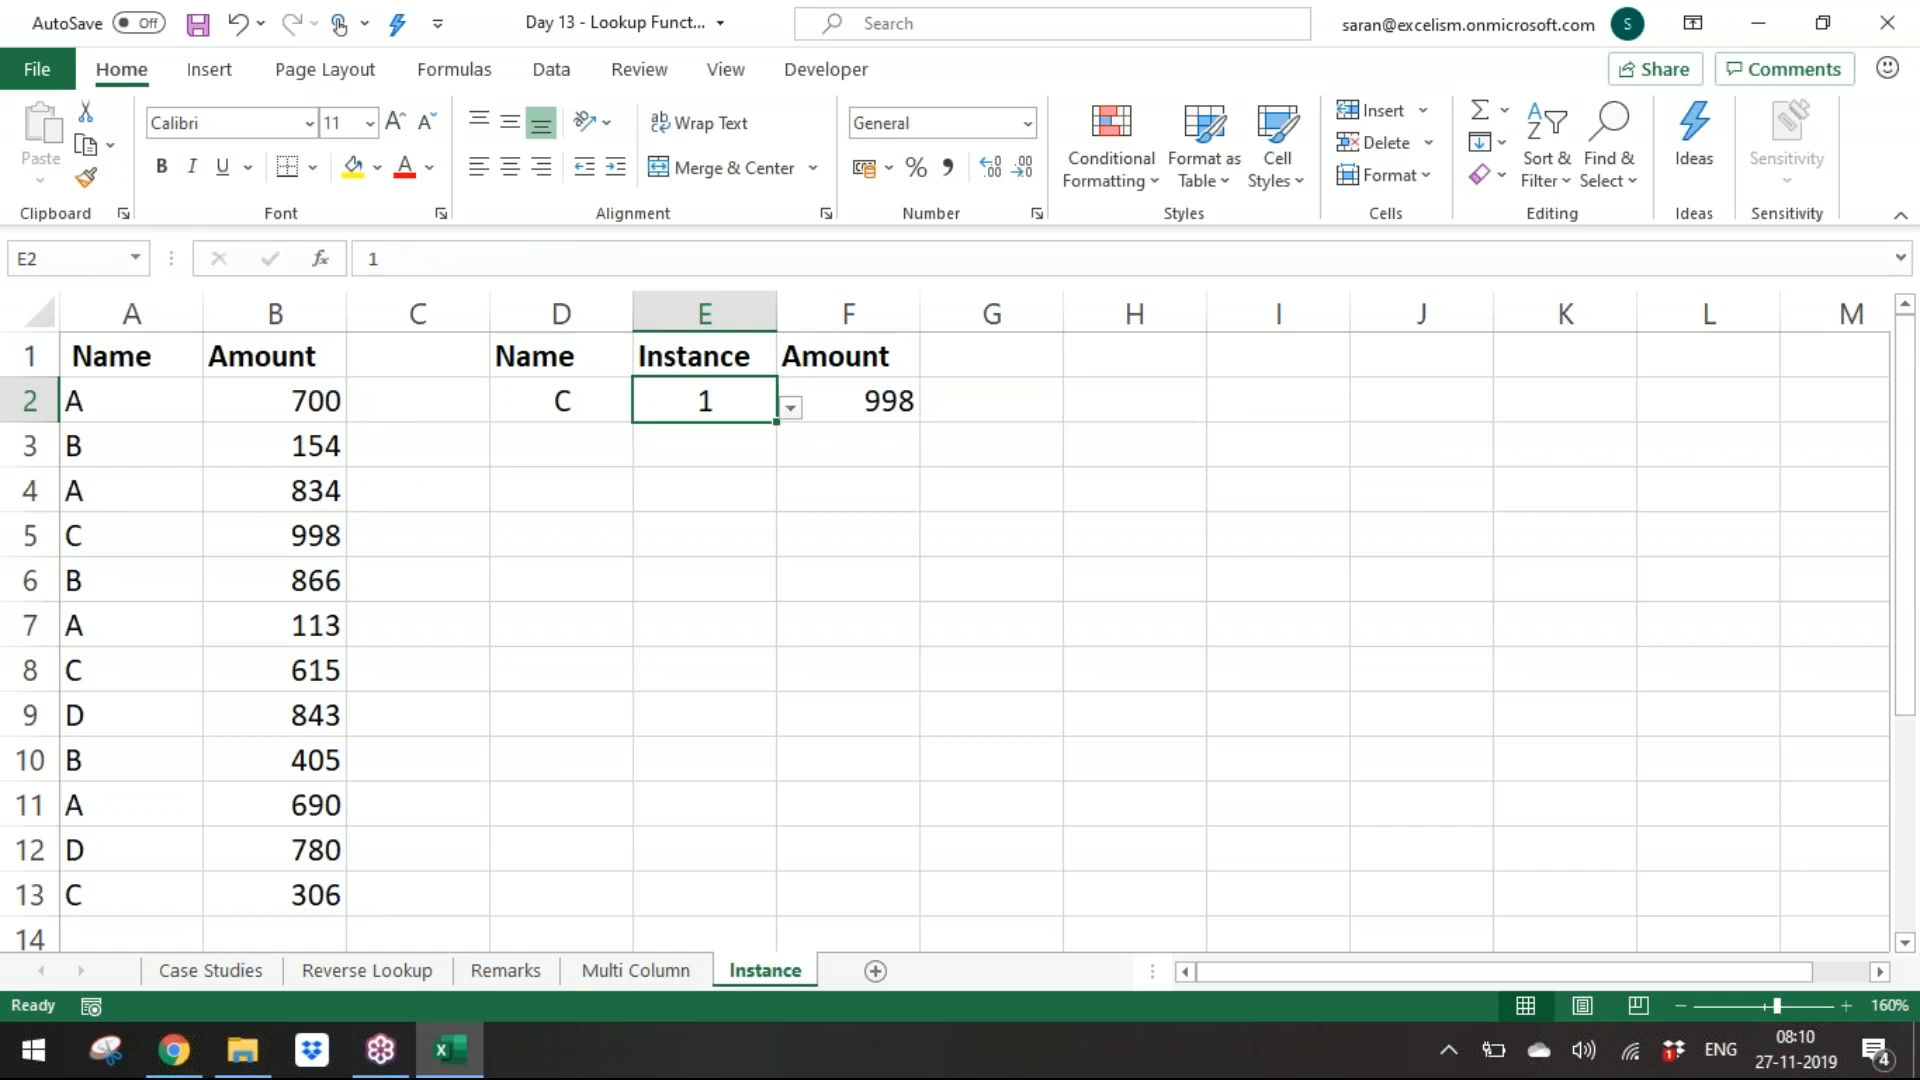 AutoSave Off Day 13 - Lookup Funct... Search saran@excelism.onmicrosoft.com S
File Home Insert Page Layout Formulas Data Review View Developer Share Comments
Paste Calibri 11 A A ab Wrap Text General Conditional Formatting Format as Table Cell Styles Insert Delete Format Sort & Filter Find & Select Ideas Sensitivity
B I U A Merge & Center % ,
Clipboard Font Alignment Number Styles Cells Editing Ideas Sensitivity
E2 fx 1
A B C D E F G H I J K L M
1 Name Amount Name Instance Amount
2 A 700 C 1 998
3 B 154
4 A 834
5 C 998
6 B 866
7 A 113
8 C 615
9 D 843
10 B 405
11 A 690
12 D 780
13 C 306
14
Case Studies Reverse Lookup Remarks Multi Column Instance
Ready 160%
1 ENG 08:10
27-11-2019 4